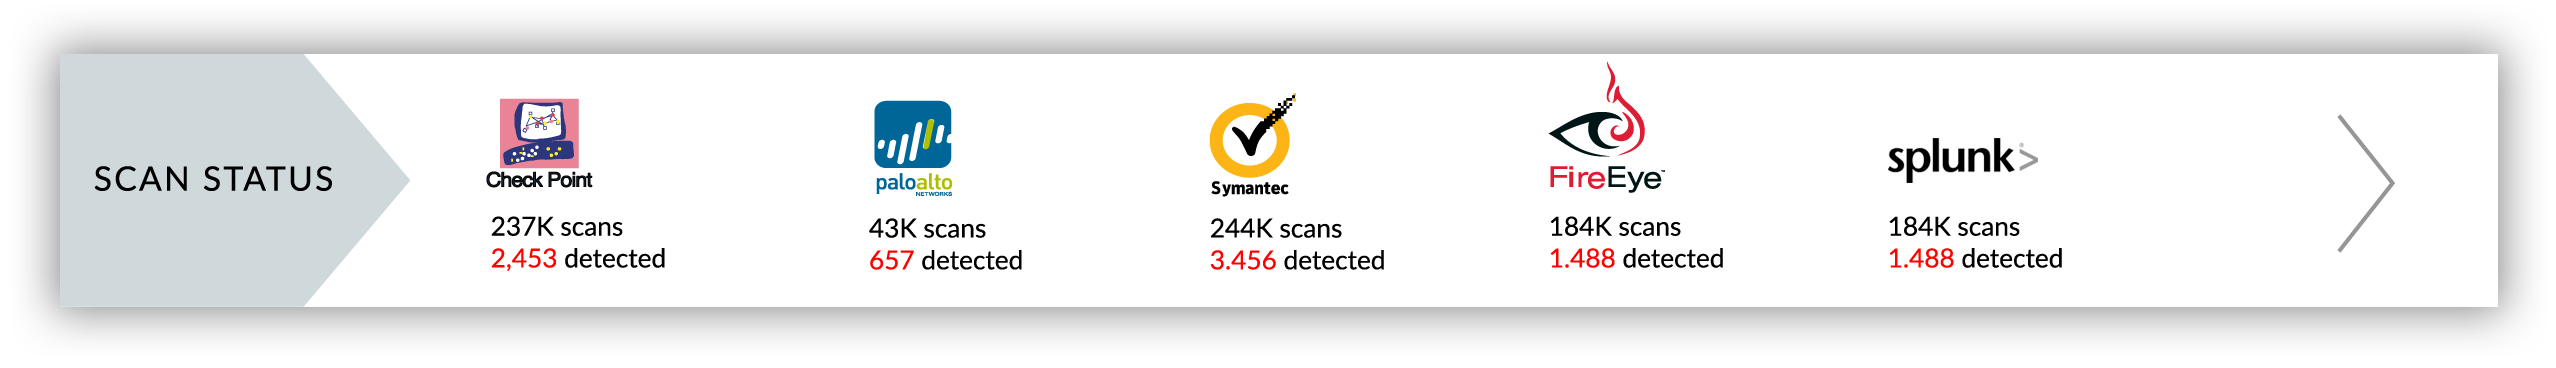 SCAN STATUS
Check Point
237K scans
2,453 detected
paloalto
NETWORKS
43K scans
657 detected
Symantec
244K scans
3.456 detected
FireEye™
184K scans
1.488 detected
splunk>
184K scans
1.488 detected